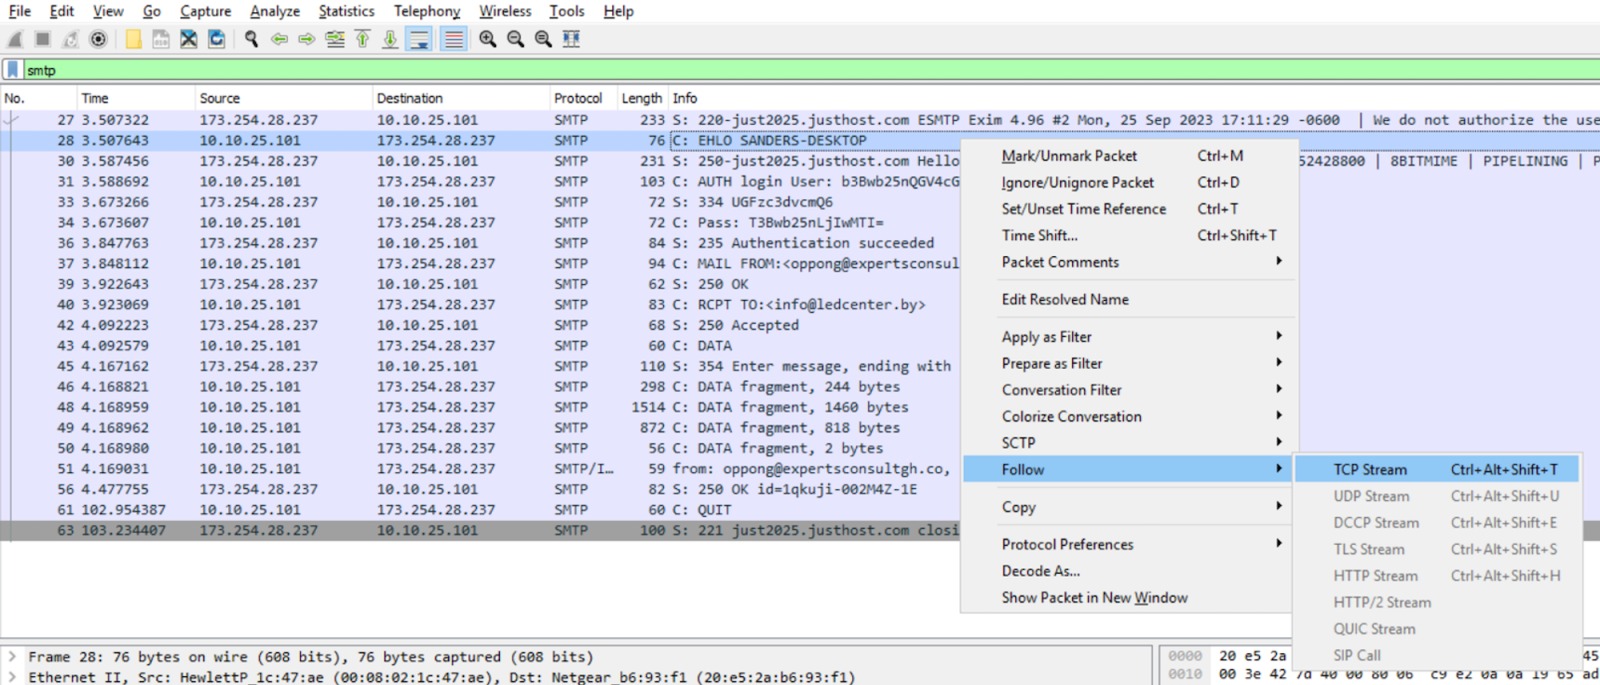 File Edit View Go Capture Analyze Statistics Telephony Wireless Tools Help
smtp
No. Time Source Destination Protocol Length Info
27 3.507322 173.254.28.237 10.10.25.101 SMTP 233 S: 220-just2025.justhost.com ESMTP Exim 4.96 #2 Mon, 25 Sep 2023 17:11:29 -0600 | We do not authorize the use
28 3.507643 10.10.25.101 173.254.28.237 SMTP 76 C: EHLO SANDERS-DESKTOP
30 3.587456 173.254.28.237 10.10.25.101 SMTP 231 S: 250-just2025.justhost.com Hello 52428800 | 8BITMIME | PIPELINING | P
31 3.588692 10.10.25.101 173.254.28.237 SMTP 103 C: AUTH login User: b3Bwb25nQGV4cG
33 3.673266 173.254.28.237 10.10.25.101 SMTP 72 S: 334 UGFzc3dvcmQ6
34 3.673607 10.10.25.101 173.254.28.237 SMTP 72 C: Pass: T3Bwb25nLjIwMTI=
36 3.847763 173.254.28.237 10.10.25.101 SMTP 84 S: 235 Authentication succeeded
37 3.848112 10.10.25.101 173.254.28.237 SMTP 94 C: MAIL FROM:<oppong@expertsconsul
39 3.922643 173.254.28.237 10.10.25.101 SMTP 62 S: 250 OK
40 3.923069 10.10.25.101 173.254.28.237 SMTP 83 C: RCPT TO:<info@ledcenter.by>
42 4.092223 173.254.28.237 10.10.25.101 SMTP 68 S: 250 Accepted
43 4.092579 10.10.25.101 173.254.28.237 SMTP 60 C: DATA
45 4.167162 173.254.28.237 10.10.25.101 SMTP 110 S: 354 Enter message, ending with
46 4.168821 10.10.25.101 173.254.28.237 SMTP 298 C: DATA fragment, 244 bytes
48 4.168959 10.10.25.101 173.254.28.237 SMTP 1514 C: DATA fragment, 1460 bytes
49 4.168962 10.10.25.101 173.254.28.237 SMTP 872 C: DATA fragment, 818 bytes
50 4.168980 10.10.25.101 173.254.28.237 SMTP 56 C: DATA fragment, 2 bytes
51 4.169031 10.10.25.101 173.254.28.237 SMTP/I… 59 from: oppong@expertsconsultgh.co,
56 4.477755 173.254.28.237 10.10.25.101 SMTP 82 S: 250 OK id=1qkuji-002M4Z-1E
61 102.954387 10.10.25.101 173.254.28.237 SMTP 60 C: QUIT
63 103.234407 173.254.28.237 10.10.25.101 SMTP 100 S: 221 just2025.justhost.com closi
Mark/Unmark Packet Ctrl+M
Ignore/Unignore Packet Ctrl+D
Set/Unset Time Reference Ctrl+T
Time Shift... Ctrl+Shift+T
Packet Comments
Edit Resolved Name
Apply as Filter
Prepare as Filter
Conversation Filter
Colorize Conversation
SCTP
Follow
Copy
Protocol Preferences
Decode As...
Show Packet in New Window
TCP Stream Ctrl+Alt+Shift+T
UDP Stream Ctrl+Alt+Shift+U
DCCP Stream Ctrl+Alt+Shift+E
TLS Stream Ctrl+Alt+Shift+S
HTTP Stream Ctrl+Alt+Shift+H
HTTP/2 Stream
QUIC Stream
SIP Call
Frame 28: 76 bytes on wire (608 bits), 76 bytes captured (608 bits)
Ethernet II, Src: HewlettP_1c:47:ae (00:08:02:1c:47:ae), Dst: Netgear_b6:93:f1 (20:e5:2a:b6:93:f1)
0000 20 e5 2a 45
0010 00 3e 42 7d 40 00 80 06 c9 e2 0a 0a 19 65 ad